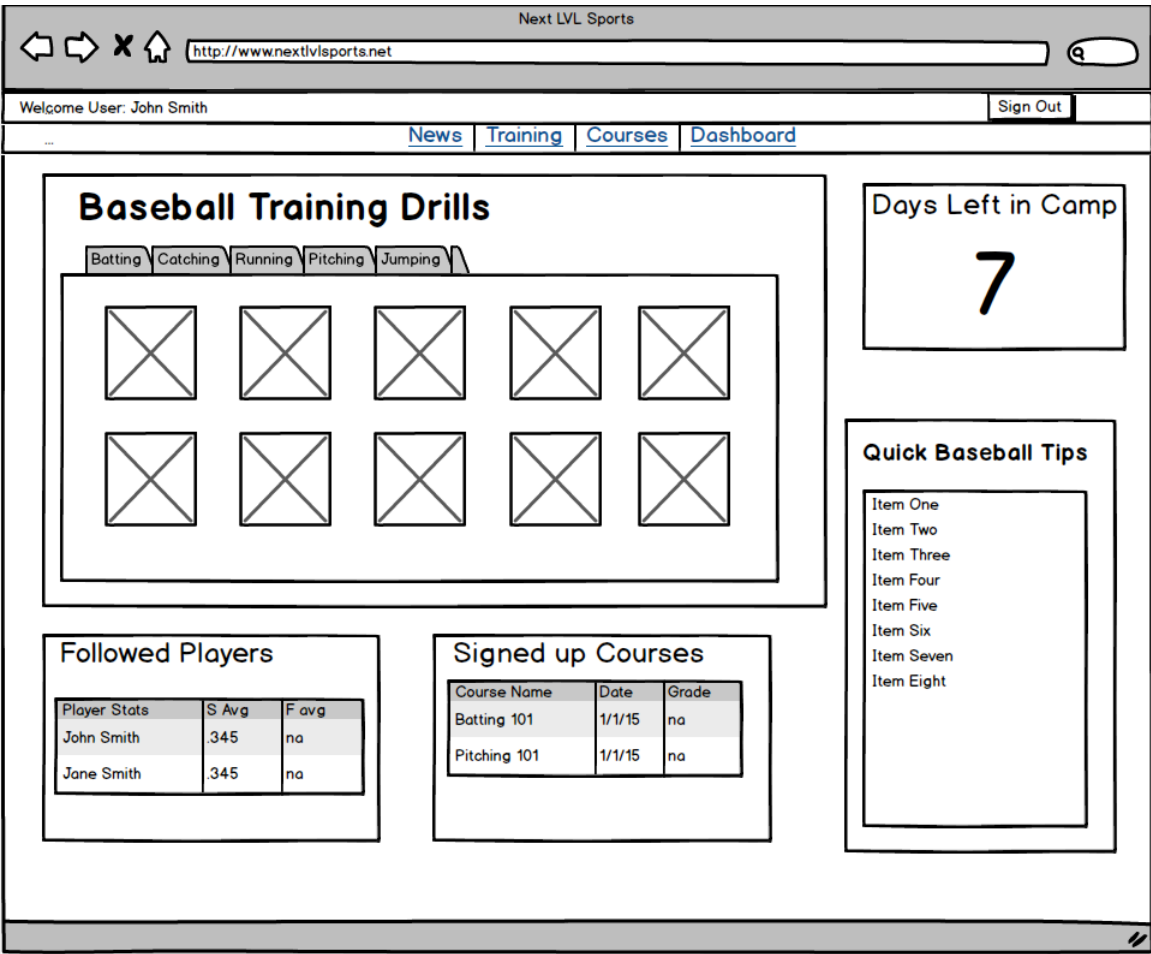 Next LVL Sports
http://www.nextlvlsports.net
Welcome User: John Smith
Sign Out
...
News Training Courses Dashboard
Baseball Training Drills
Batting Catching Running Pitching Jumping
Days Left in Camp
7
Quick Baseball Tips
Item One
Item Two
Item Three
Item Four
Item Five
Item Six
Item Seven
Item Eight
Followed Players
Player Stats S Avg F avg
John Smith .345 na
Jane Smith .345 na
Signed up Courses
Course Name Date Grade
Batting 101 1/1/15 na
Pitching 101 1/1/15 na